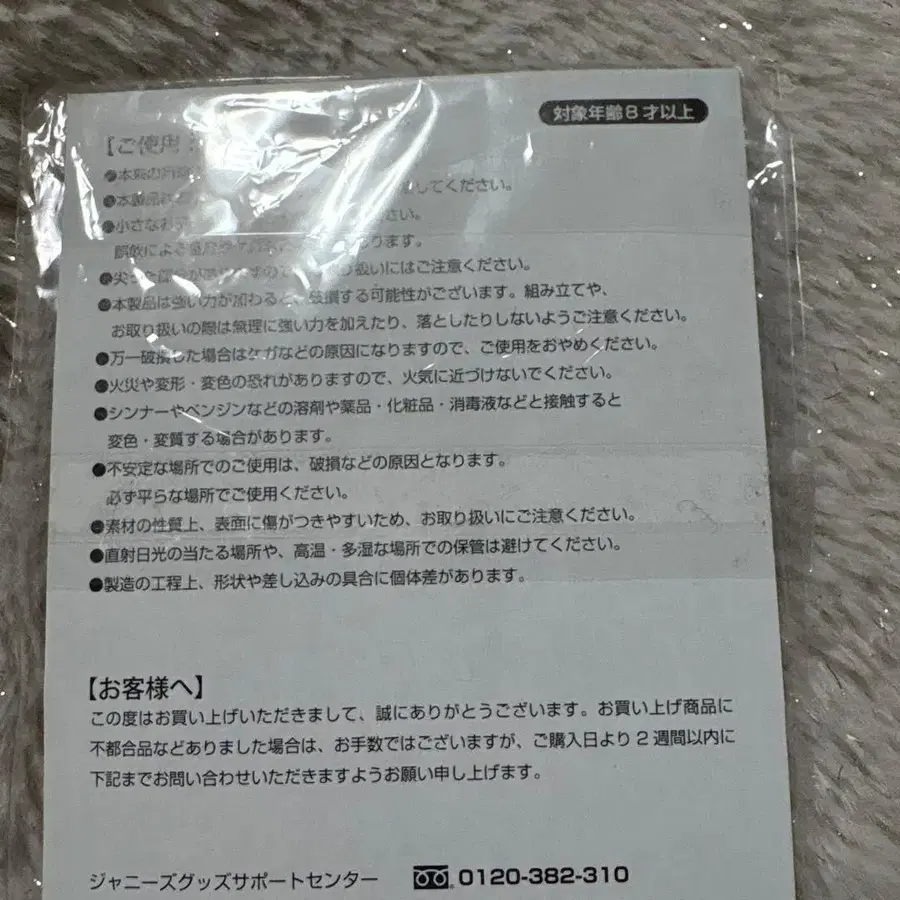 対象年齢8才以上
【ご使用
●本来の
してください。
●本製品
さい。
●小さなお子
誤飲による ります。
●尖った部分が 扱いにはご注意ください。
●本製品は強い力が加わると、破損する可能性がございます。組み立てや、
お取り扱いの際は無理に強い力を加えたり、落としたりしないようご注意ください。
●万一破損した場合はケガなどの原因になりますので、ご使用をおやめください。
●火災や変形・変色の恐れがありますので、火気に近づけないでください。
●シンナーやベンジンなどの溶剤や薬品・化粧品・消毒液などと接触すると
変色・変質する場合があります。
●不安定な場所でのご使用は、破損などの原因となります。
必ず平らな場所でご使用ください。
●素材の性質上、表面に傷がつきやすいため、お取り扱いにご注意ください。
●直射日光の当たる場所や、高温・多湿な場所での保管は避けてください。
●製造の工程上、形状や差し込みの具合に個体差があります。
【お客様へ】
この度はお買い上げいただきまして、誠にありがとうございます。お買い上げ商品に
不都合品などありました場合は、お手数ではございますが、ご購入日より2週間以内に
下記までお問い合わせいただきますようお願い申し上げます。
ジャニーズグッズサポートセンター 0120-382-310